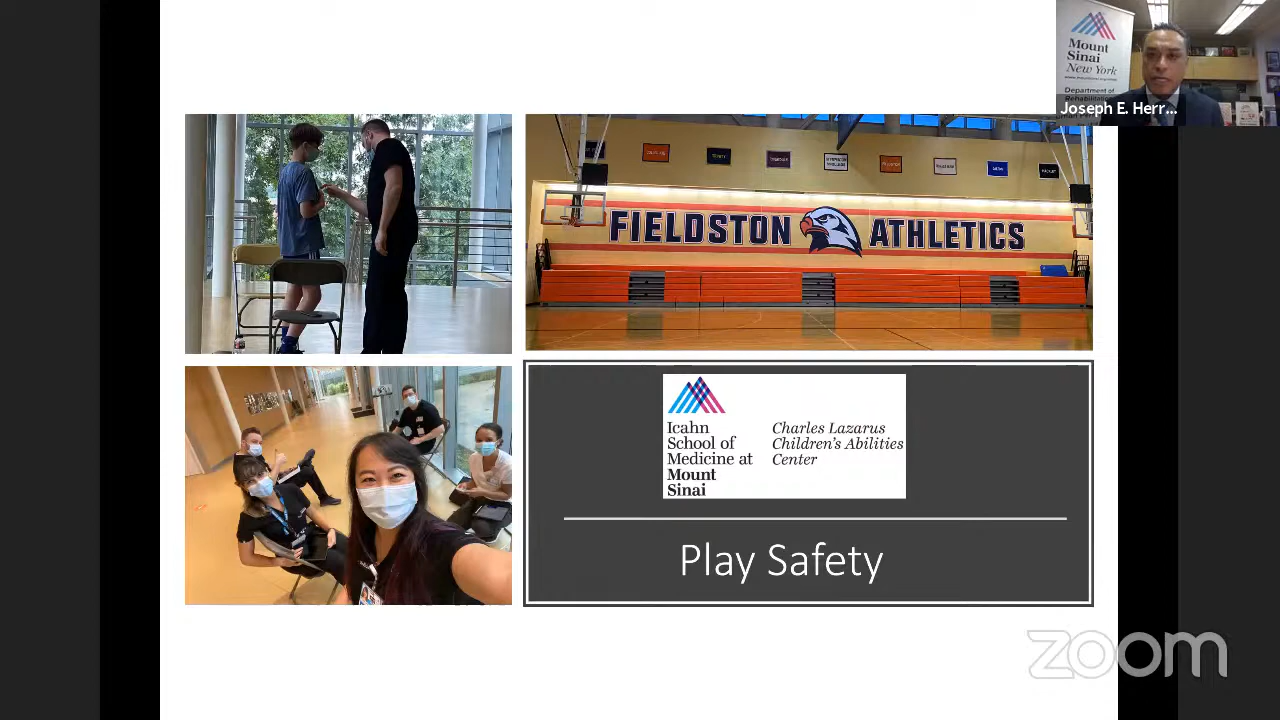 Mount
Sinai
New York
Department of
Joseph E. Herr...
FIELDSTON ATHLETICS
Icahn
School of
Medicine at
Mount
Sinai
Charles Lazarus
Children's Abilities
Center
Play Safety
zoom